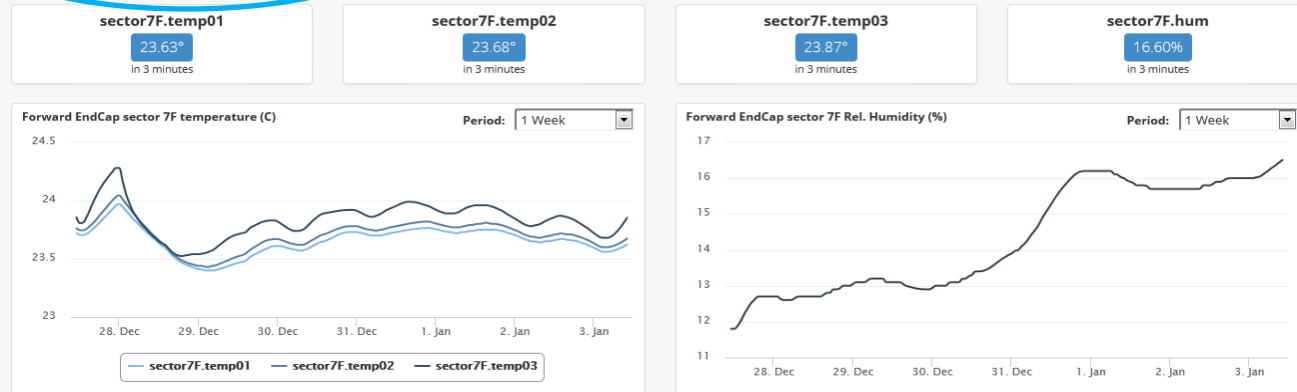 sector7F.temp01
23.63°
in 3 minutes
sector7F.temp02
23.68°
in 3 minutes
sector7F.temp03
23.87°
in 3 minutes
sector7F.hum
16.60%
in 3 minutes
Forward EndCap sector 7F temperature (C)
Period: 1 Week
24.5
24
23.5
23
28. Dec 29. Dec 30. Dec 31. Dec 1. Jan 2. Jan 3. Jan
sector7F.temp01 sector7F.temp02 sector7F.temp03
Forward EndCap sector 7F Rel. Humidity (%)
Period: 1 Week
17
16
15
14
13
12
11
28. Dec 29. Dec 30. Dec 31. Dec 1. Jan 2. Jan 3. Jan